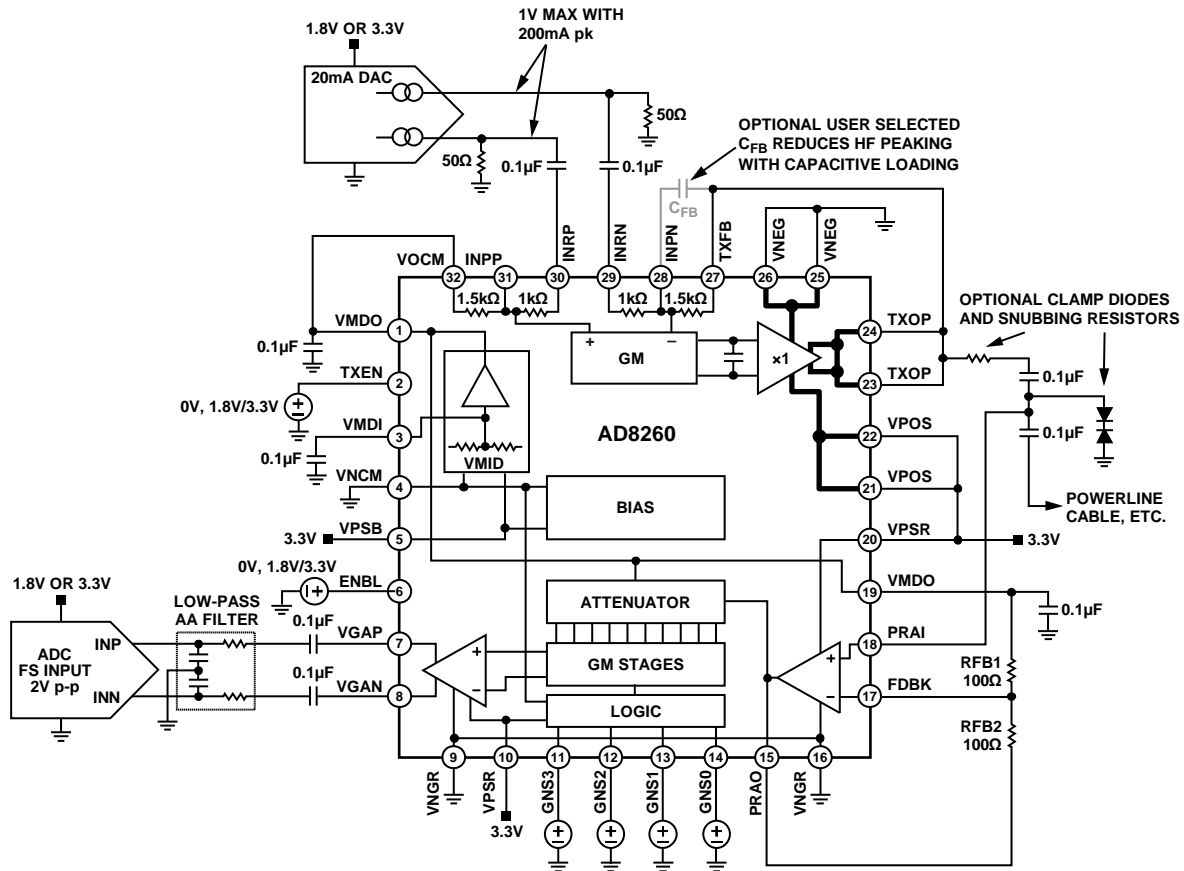 1V MAX WITH
200mA pk
1.8V OR 3.3V
20mA DAC
50Ω
50Ω
0.1µF
0.1µF
OPTIONAL USER SELECTED
CFB REDUCES HF PEAKING
WITH CAPACITIVE LOADING
CFB
VOCM
INPP
INRP
INRN
INPN
TXFB
VNEG
VNEG
32
31
30
29
28
27
26
25
1.5kΩ
1kΩ
1kΩ
1.5kΩ
VMDO
1
0.1µF
TXEN
2
0V, 1.8V/3.3V
VMDI
3
0.1µF
VMID
VNCM
4
VPSB
3.3V
5
+
GM
–
×1
AD8260
BIAS
24
TXOP
23
TXOP
22
VPOS
21
VPOS
20
VPSR
3.3V
OPTIONAL CLAMP DIODES
AND SNUBBING RESISTORS
0.1µF
0.1µF
POWERLINE
CABLE, ETC.
0V, 1.8V/3.3V
ENBL
6
1.8V OR 3.3V
LOW-PASS
AA FILTER
ADC
FS INPUT
2V p-p
INP
INN
0.1µF
0.1µF
VGAP
7
VGAN
8
ATTENUATOR
GM STAGES
LOGIC
+
–
+
–
19
VMDO
0.1µF
18
PRAI
17
FDBK
RFB1
100Ω
RFB2
100Ω
9
10
11
12
13
14
15
16
VNGR
VPSR
GNS3
GNS2
GNS1
GNS0
PRAO
VNGR
3.3V